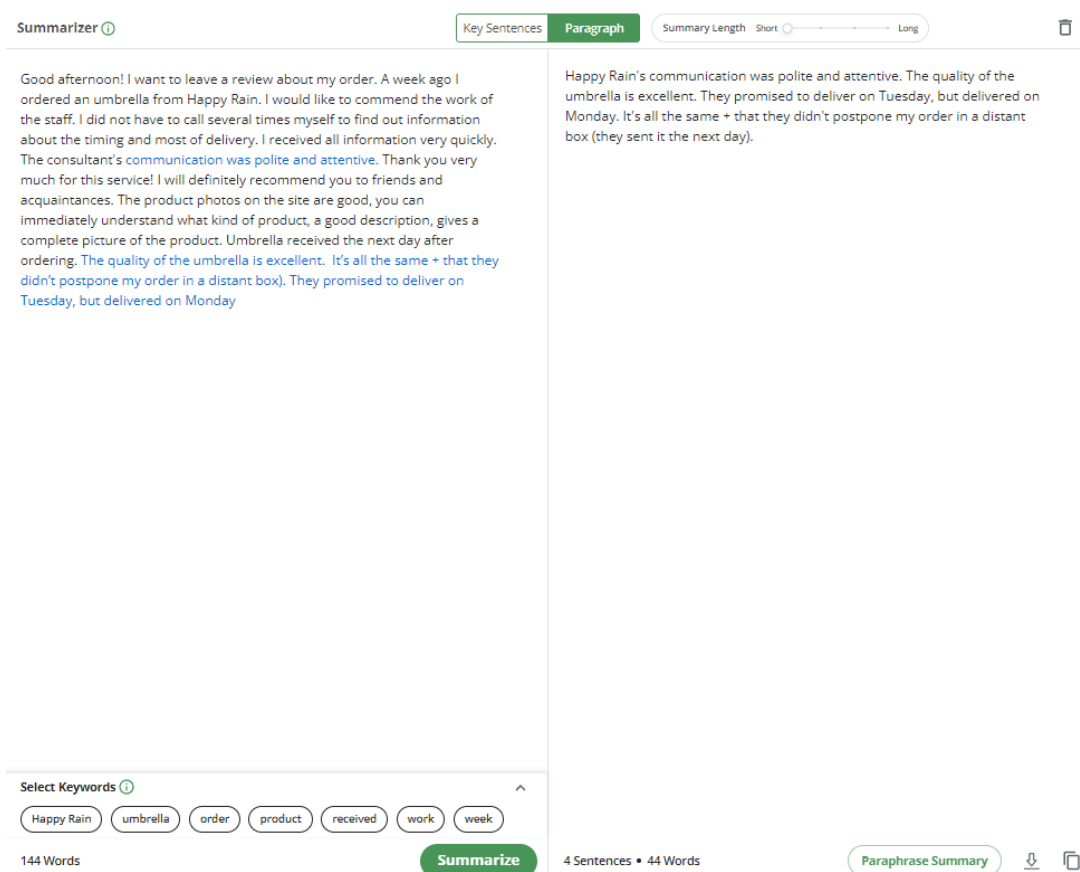 Summarizer
Key Sentences
Paragraph
Summary Length Short Long
Good afternoon! I want to leave a review about my order. A week ago I
ordered an umbrella from Happy Rain. I would like to commend the work of
the staff. I did not have to call several times myself to find out information
about the timing and most of delivery. I received all information very quickly.
The consultant's communication was polite and attentive. Thank you very
much for this service! I will definitely recommend you to friends and
acquaintances. The product photos on the site are good, you can
immediately understand what kind of product, a good description, gives a
complete picture of the product. Umbrella received the next day after
ordering. The quality of the umbrella is excellent.  It’s all the same + that they
didn’t postpone my order in a distant box). They promised to deliver on
Tuesday, but delivered on Monday
Happy Rain's communication was polite and attentive. The quality of the
umbrella is excellent. They promised to deliver on Tuesday, but delivered on
Monday. It's all the same + that they didn't postpone my order in a distant
box (they sent it the next day).
Select Keywords
Happy Rain
umbrella
order
product
received
work
week
144 Words
Summarize
4 Sentences • 44 Words
Paraphrase Summary